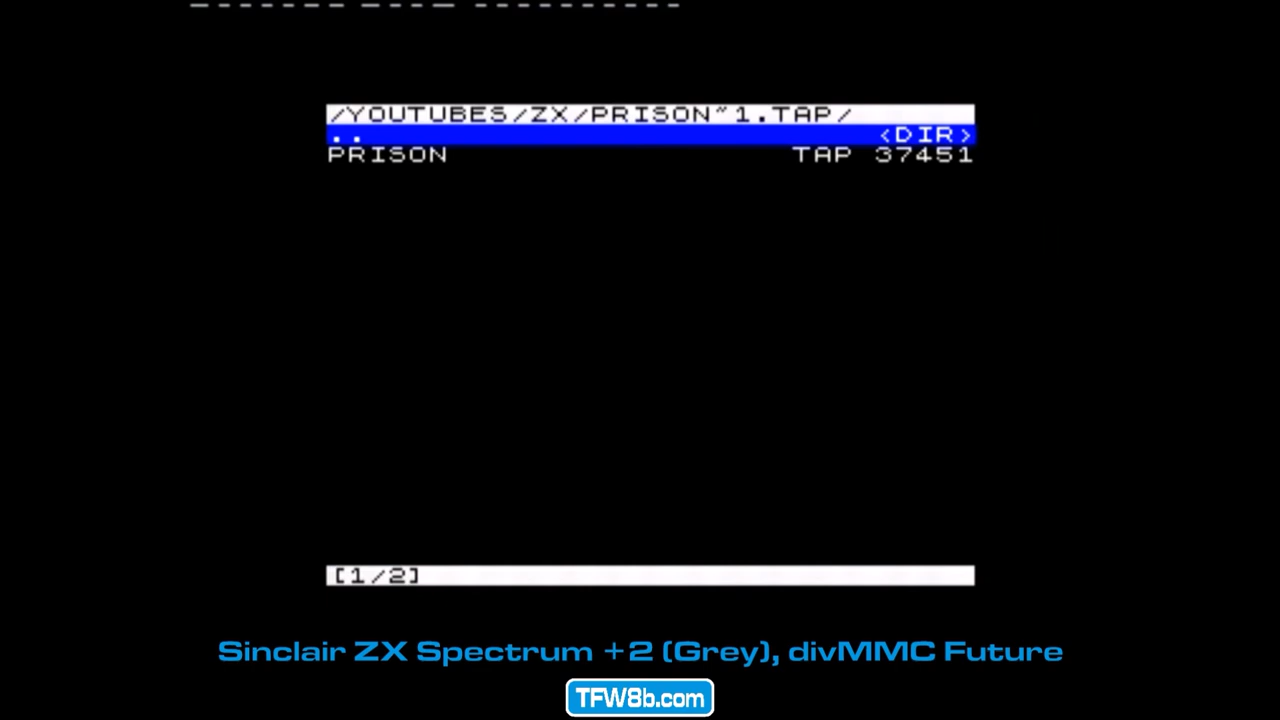 /YOUTUBES/ZX/PRISON~1.TAP/
.. <DIR>
PRISON TAP 37451
[1/2]
Sinclair ZX Spectrum +2 (Grey), divMMC Future
TFW8b.com